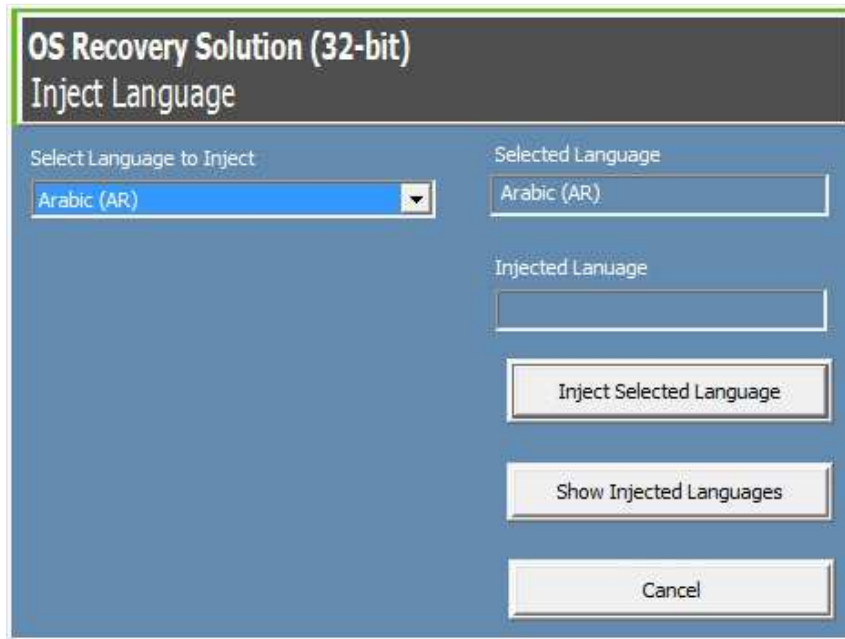 OS Recovery Solution (32-bit)
Inject Language
Select Language to Inject
Arabic (AR)
Selected Language
Arabic (AR)
Injected Lanuage
Inject Selected Language
Show Injected Languages
Cancel